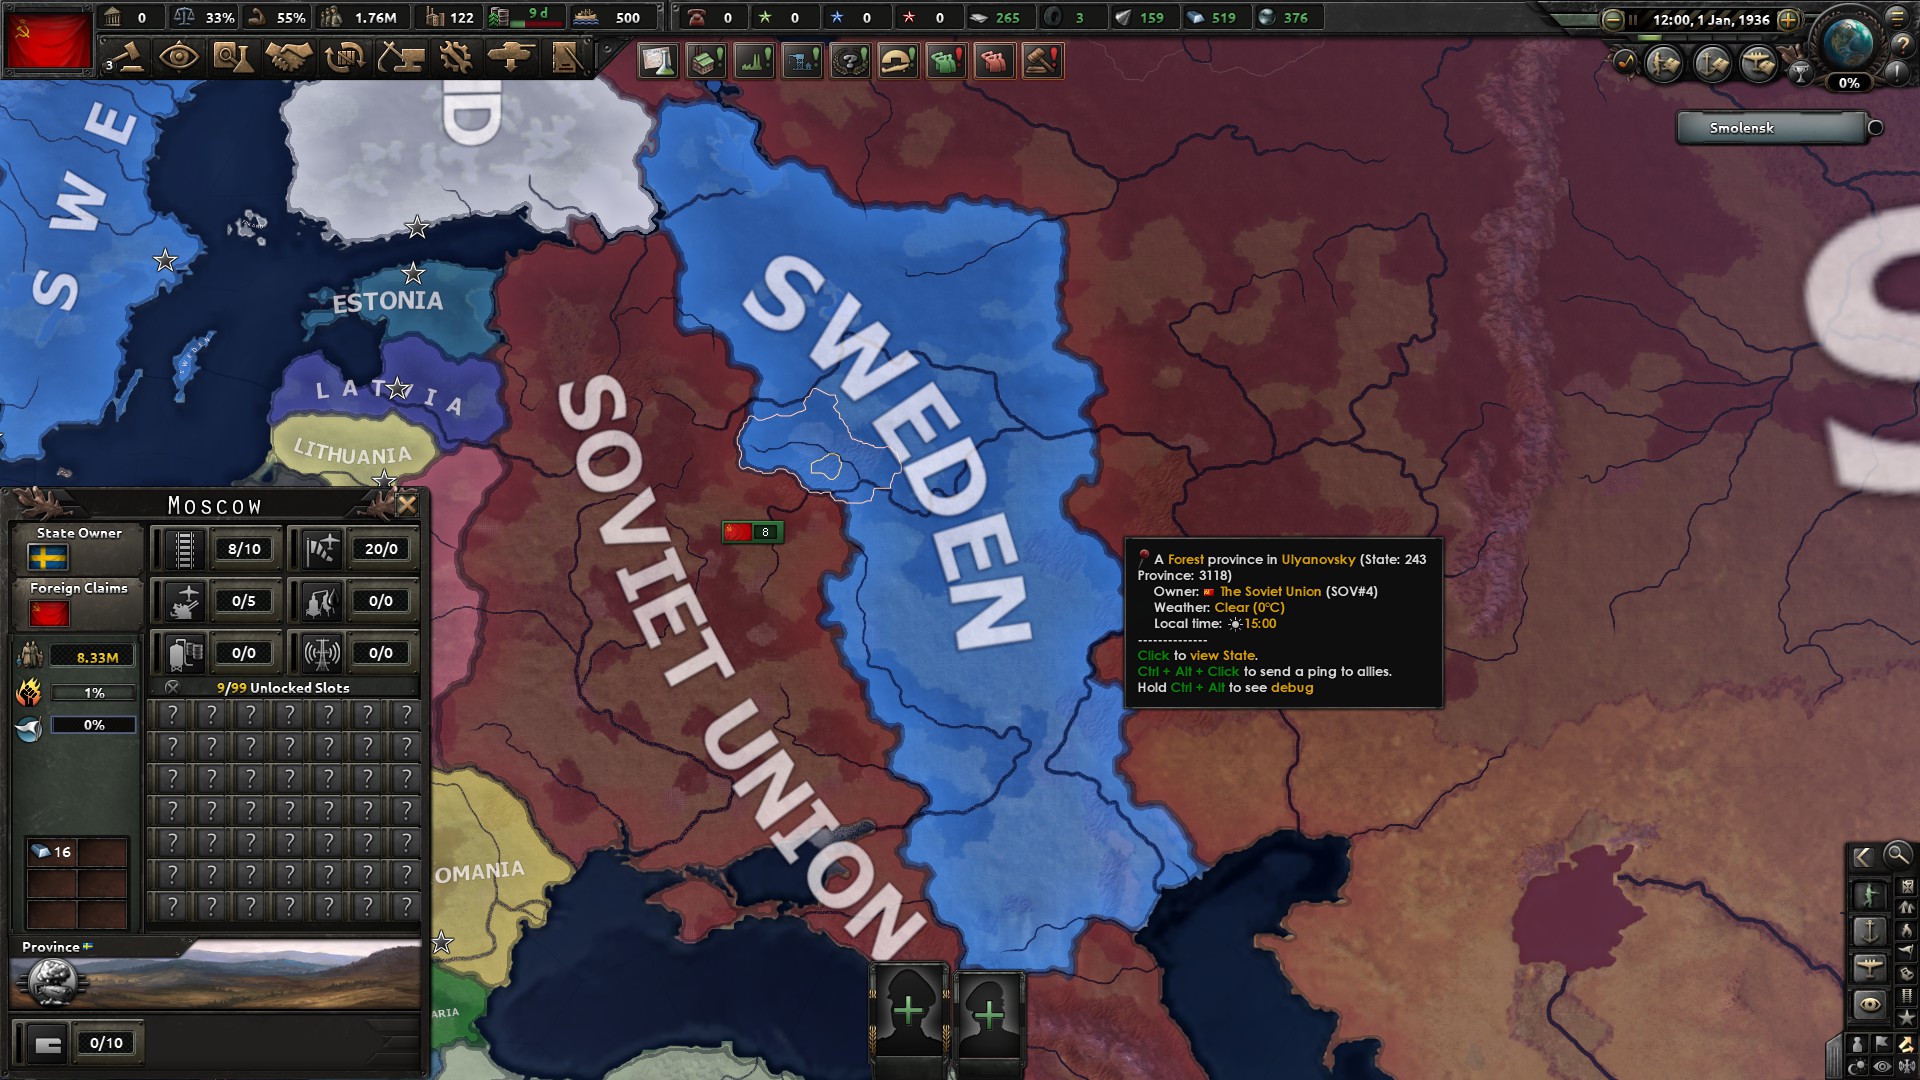 0
33%
55%
1.76M
122
9 d
500
0
0
0
0
265
3
159
519
376
12:00, 1 Jan, 1936
3
0%
Smolensk
SWE
ID
SWEDEN
ESTONIA
LATVIA
LITHUANIA
SWEDEN
SOVIET UNION
S
8
OMANIA
ARIA
Moscow
State Owner
8/10
20/0
Foreign Claims
0/5
0/0
8.33M
0/0
0/0
9/99 Unlocked Slots
1%
0%
? ? ? ? ? ? ?
? ? ? ? ? ? ?
? ? ? ? ? ? ?
? ? ? ? ? ? ?
? ? ? ? ? ? ?
? ? ? ? ? ? ?
? ? ? ? ? ? ?
16
Province
0/10
A Forest province in Ulyanovsky (State: 243
Province: 3118)
Owner: The Soviet Union (SOV#4)
Weather: Clear (0°C)
Local time: 15:00
--------------
Click to view State.
Ctrl + Alt + Click to send a ping to allies.
Hold Ctrl + Alt to see debug